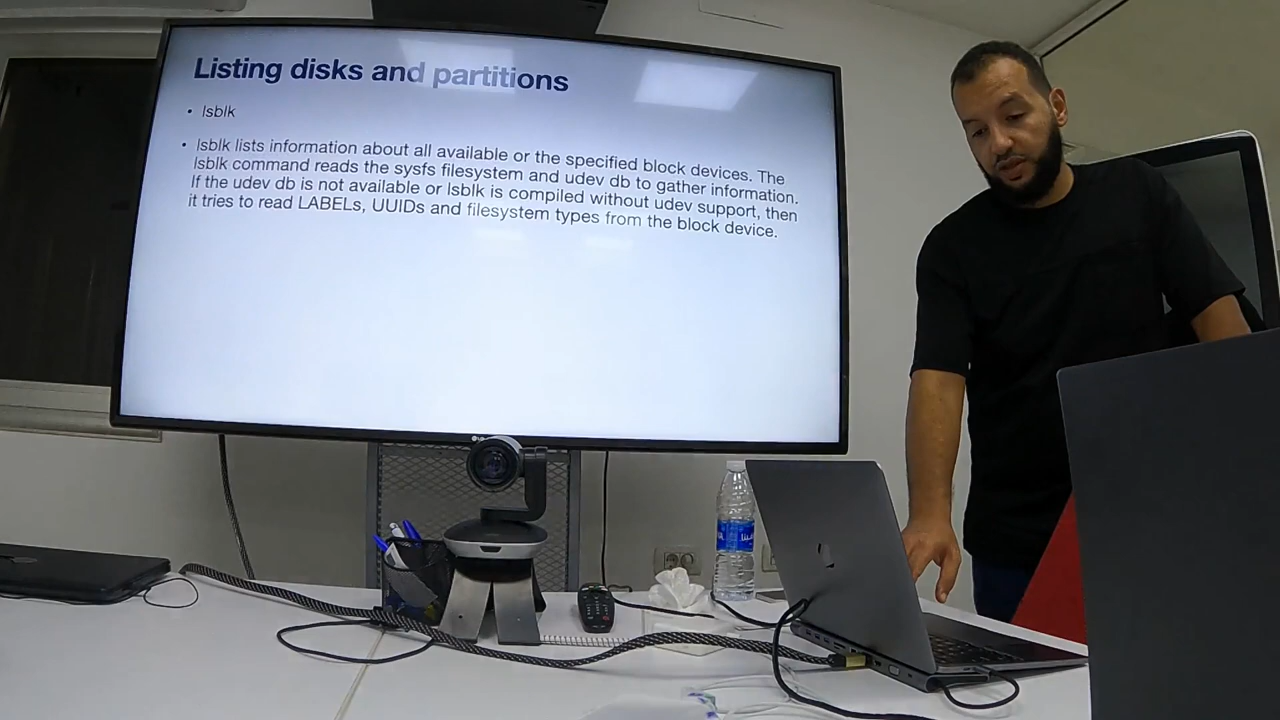 Listing disks and partitions
• lsblk
• lsblk lists information about all available or the specified block devices. The
lsblk command reads the sysfs filesystem and udev db to gather information.
If the udev db is not available or lsblk is compiled without udev support, then
it tries to read LABELs, UUIDs and filesystem types from the block device.